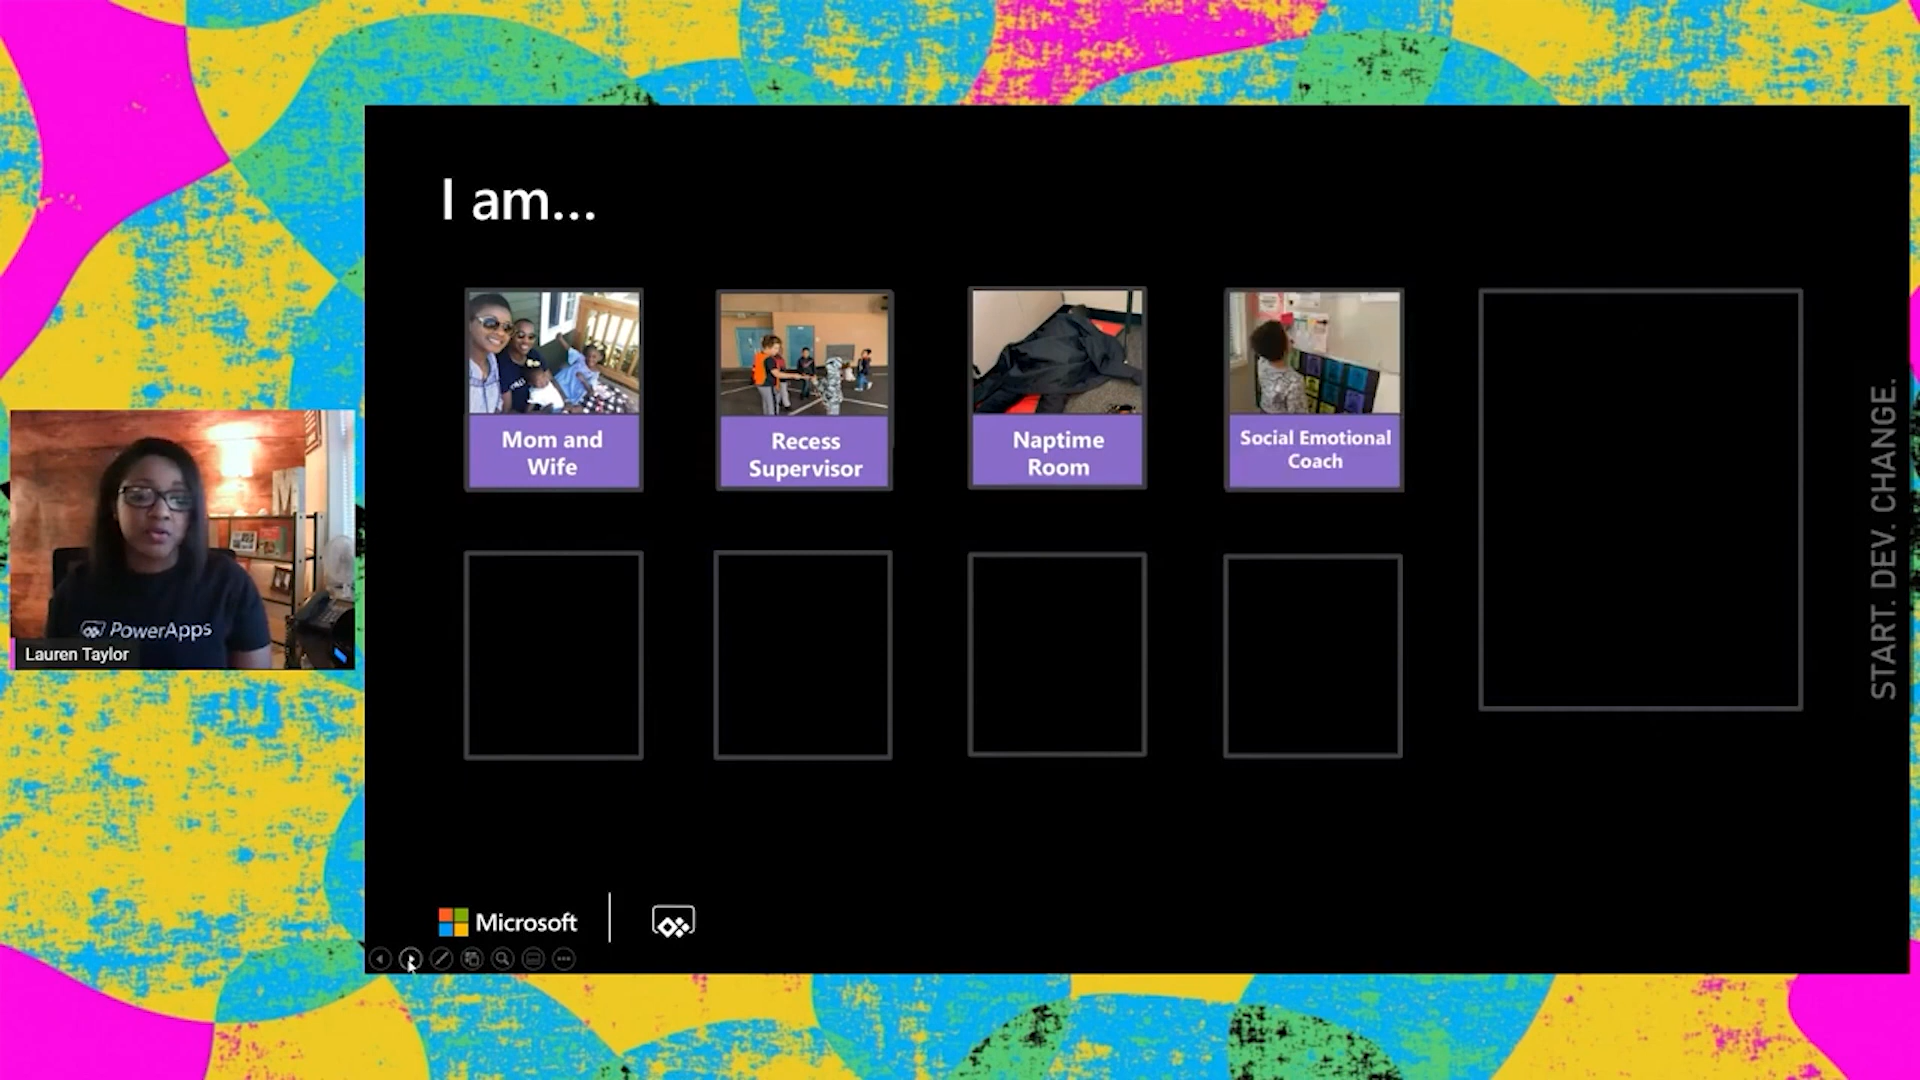 I am...
Mom and
Wife
Recess
Supervisor
Naptime
Room
Social Emotional
Coach
PowerApps
Lauren Taylor
START. DEV. CHANGE.
Microsoft